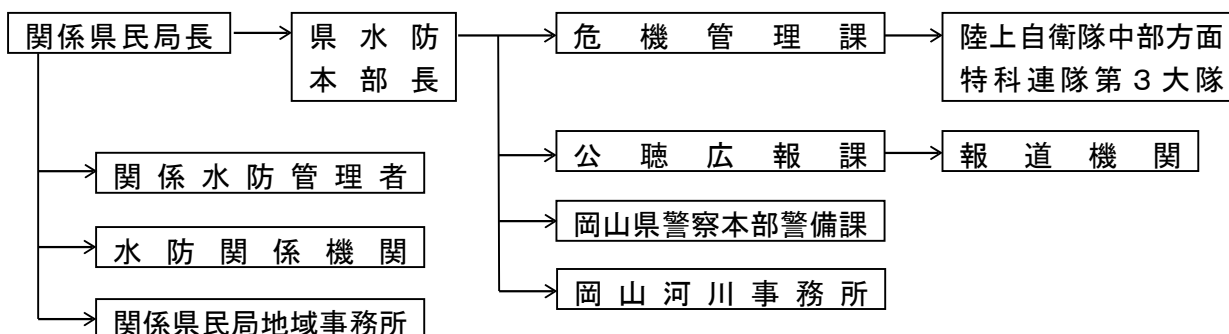 関係県民局長
県水防
本部長
危機管理課
陸上自衛隊中部方面
特科連隊第３大隊
公聴広報課
報道機関
関係水防管理者
岡山県警察本部警備課
水防関係機関
岡山河川事務所
関係県民局地域事務所